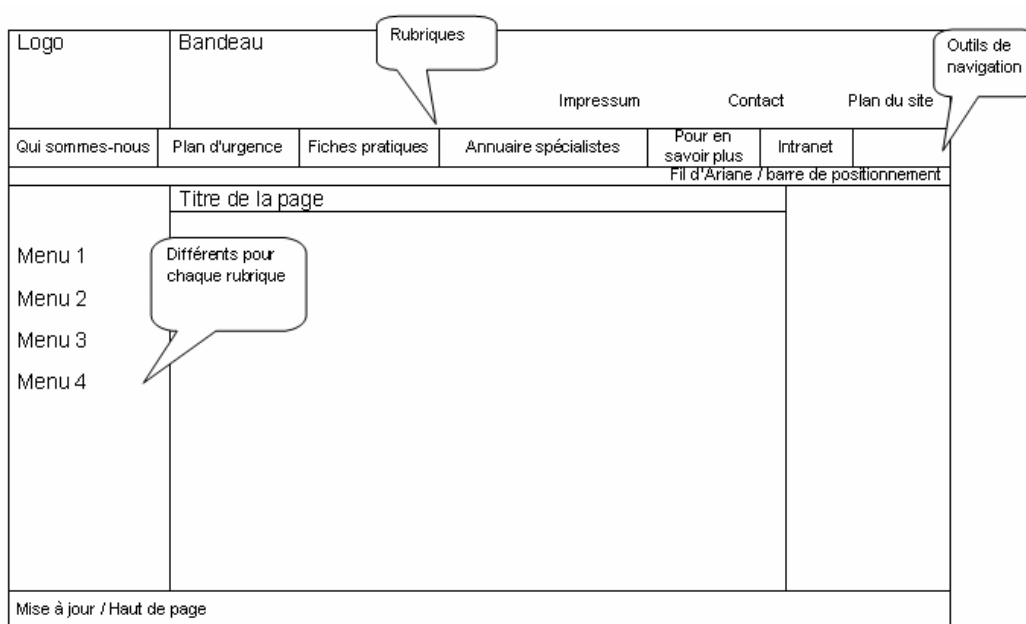 Logo
Bandeau
Rubriques
Outils de
navigation
Impressum
Contact
Plan du site
Qui sommes-nous
Plan d'urgence
Fiches pratiques
Annuaire spécialistes
Pour en
savoir plus
Intranet
Fil d'Ariane / barre de positionnement
Titre de la page
Menu 1
Menu 2
Menu 3
Menu 4
Différents pour
chaque rubrique
Mise à jour / Haut de page